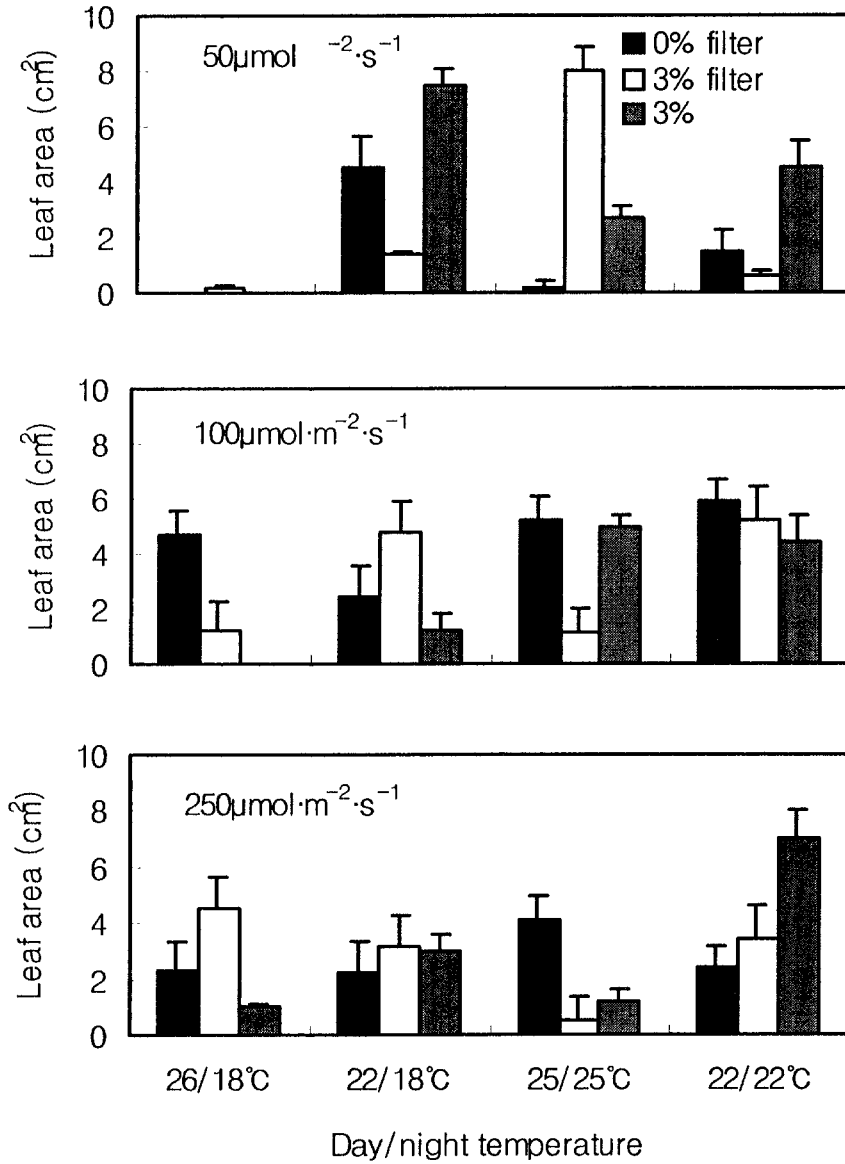 10
8
6
4
2
0
Leaf area (cm²)
50μmol ⁻²·s⁻¹
0% filter
3% filter
3%
10
8
6
4
2
0
Leaf area (cm²)
100μmol·m⁻²·s⁻¹
10
8
6
4
2
0
Leaf area (cm²)
250μmol·m⁻²·s⁻¹
26/18℃ 22/18℃ 25/25℃ 22/22℃
Day/night temperature